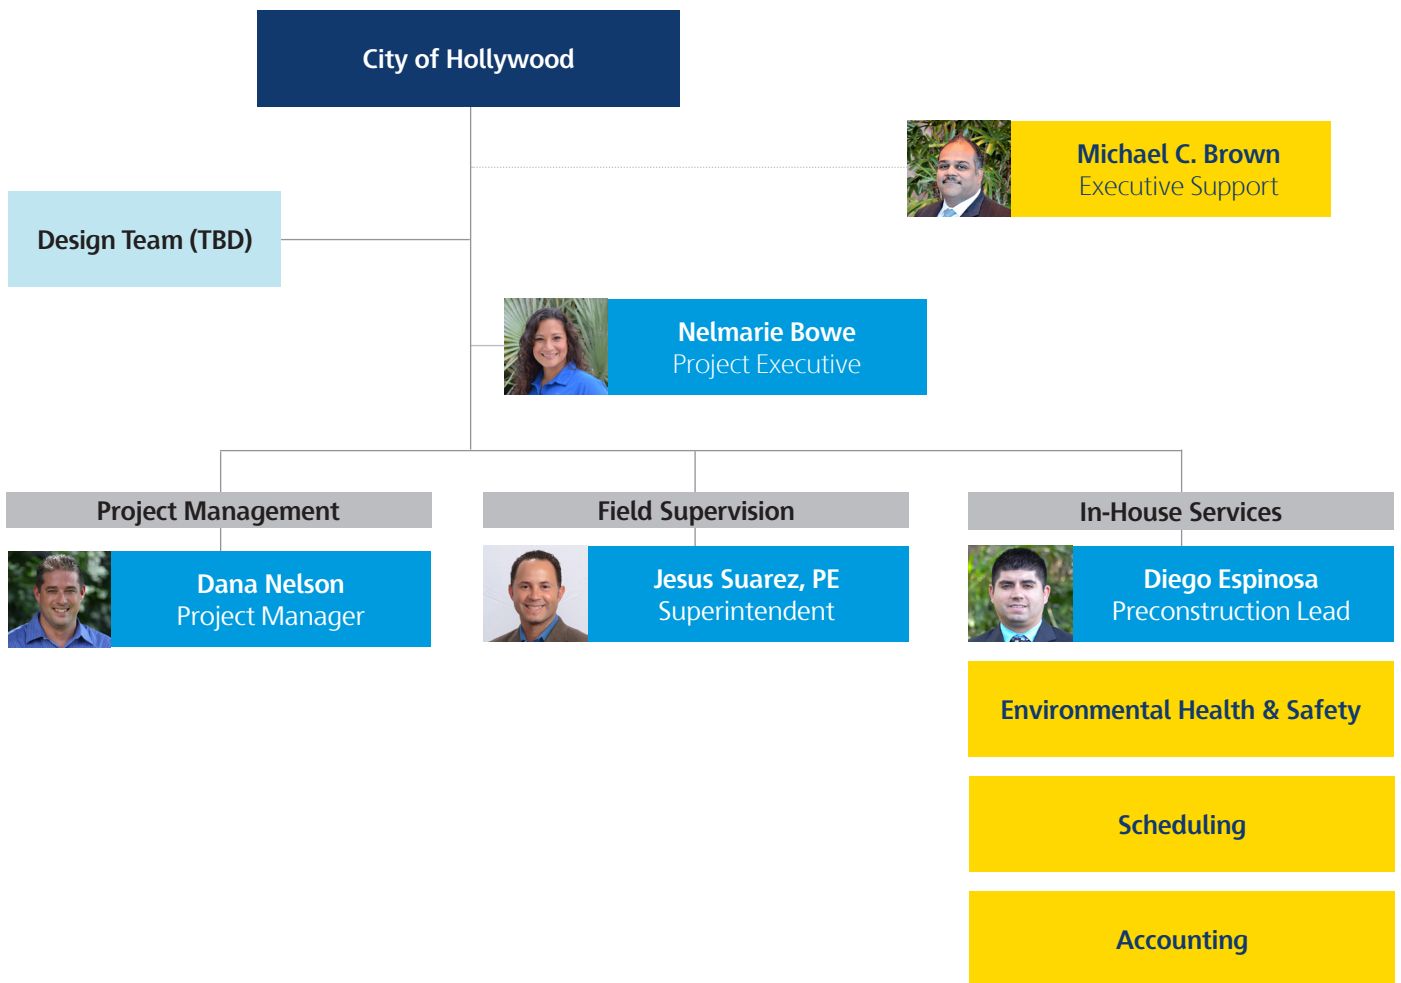 City of Hollywood
Michael C. Brown
Executive Support
Design Team (TBD)
Nelmarie Bowe
Project Executive
Project Management
Field Supervision
In-House Services
Dana Nelson
Project Manager
Jesus Suarez, PE
Superintendent
Diego Espinosa
Preconstruction Lead
Environmental Health & Safety
Scheduling
Accounting